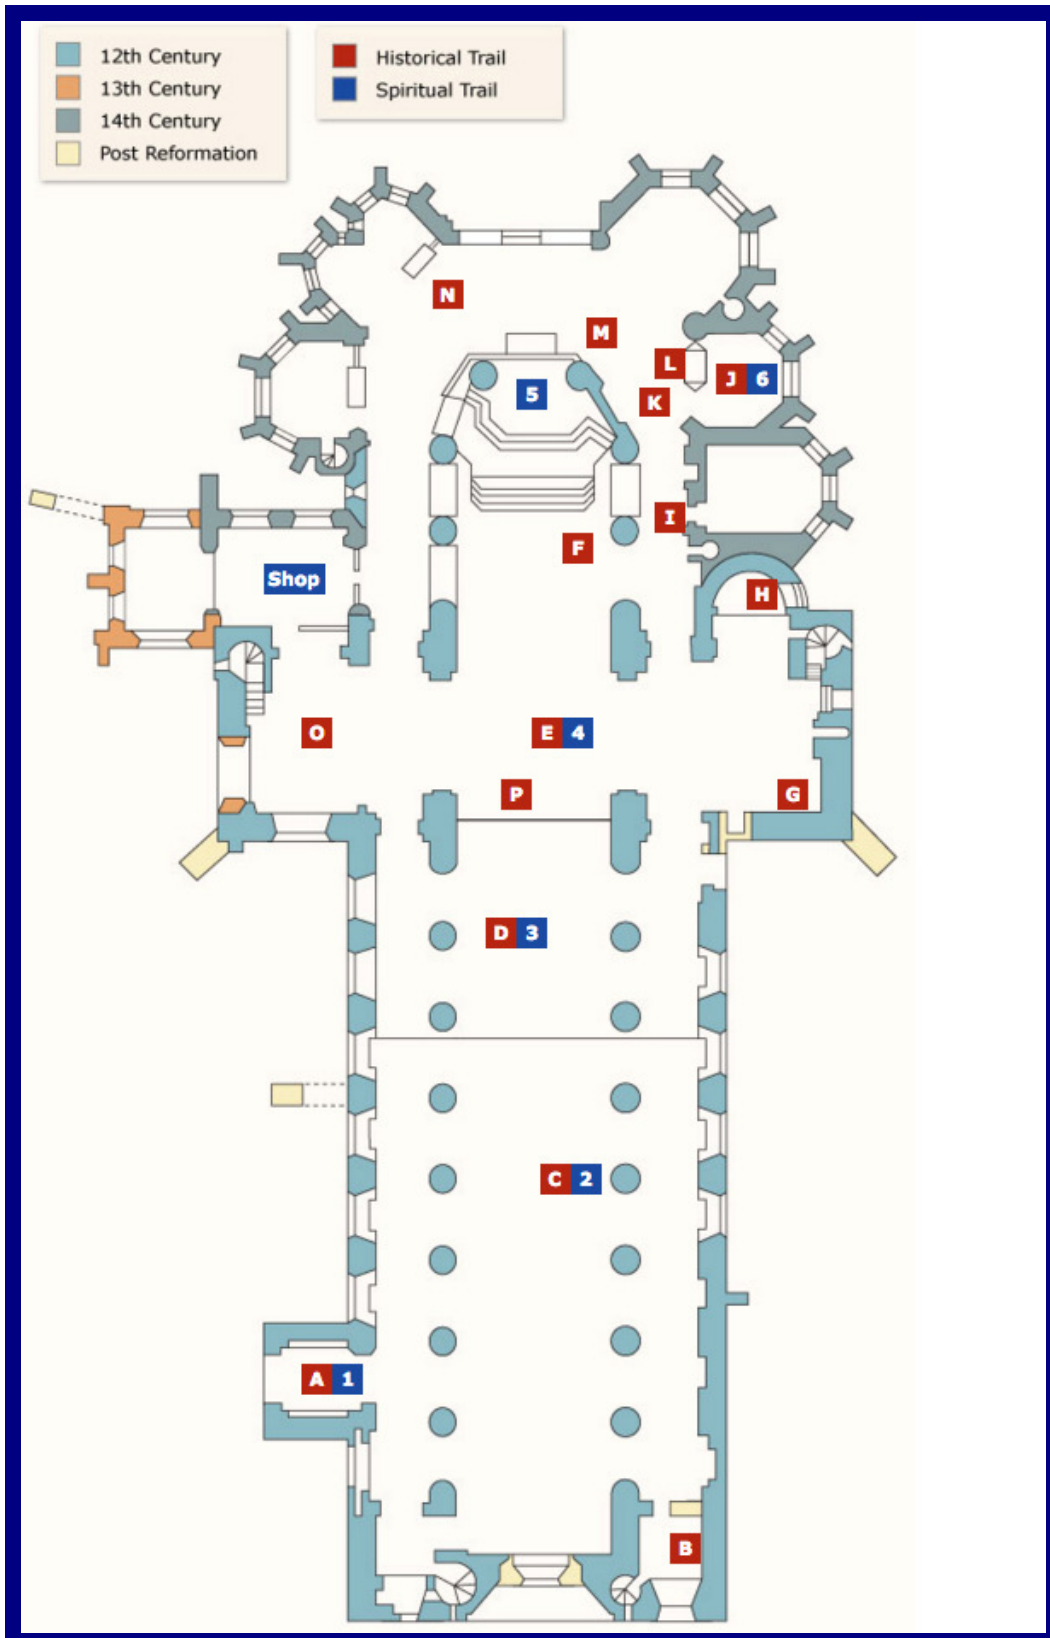 12th Century
13th Century
14th Century
Post Reformation
Historical Trail
Spiritual Trail
N
M
L
J 6
5
K
I
F
Shop
H
O
E 4
P
G
D 3
C 2
A 1
B